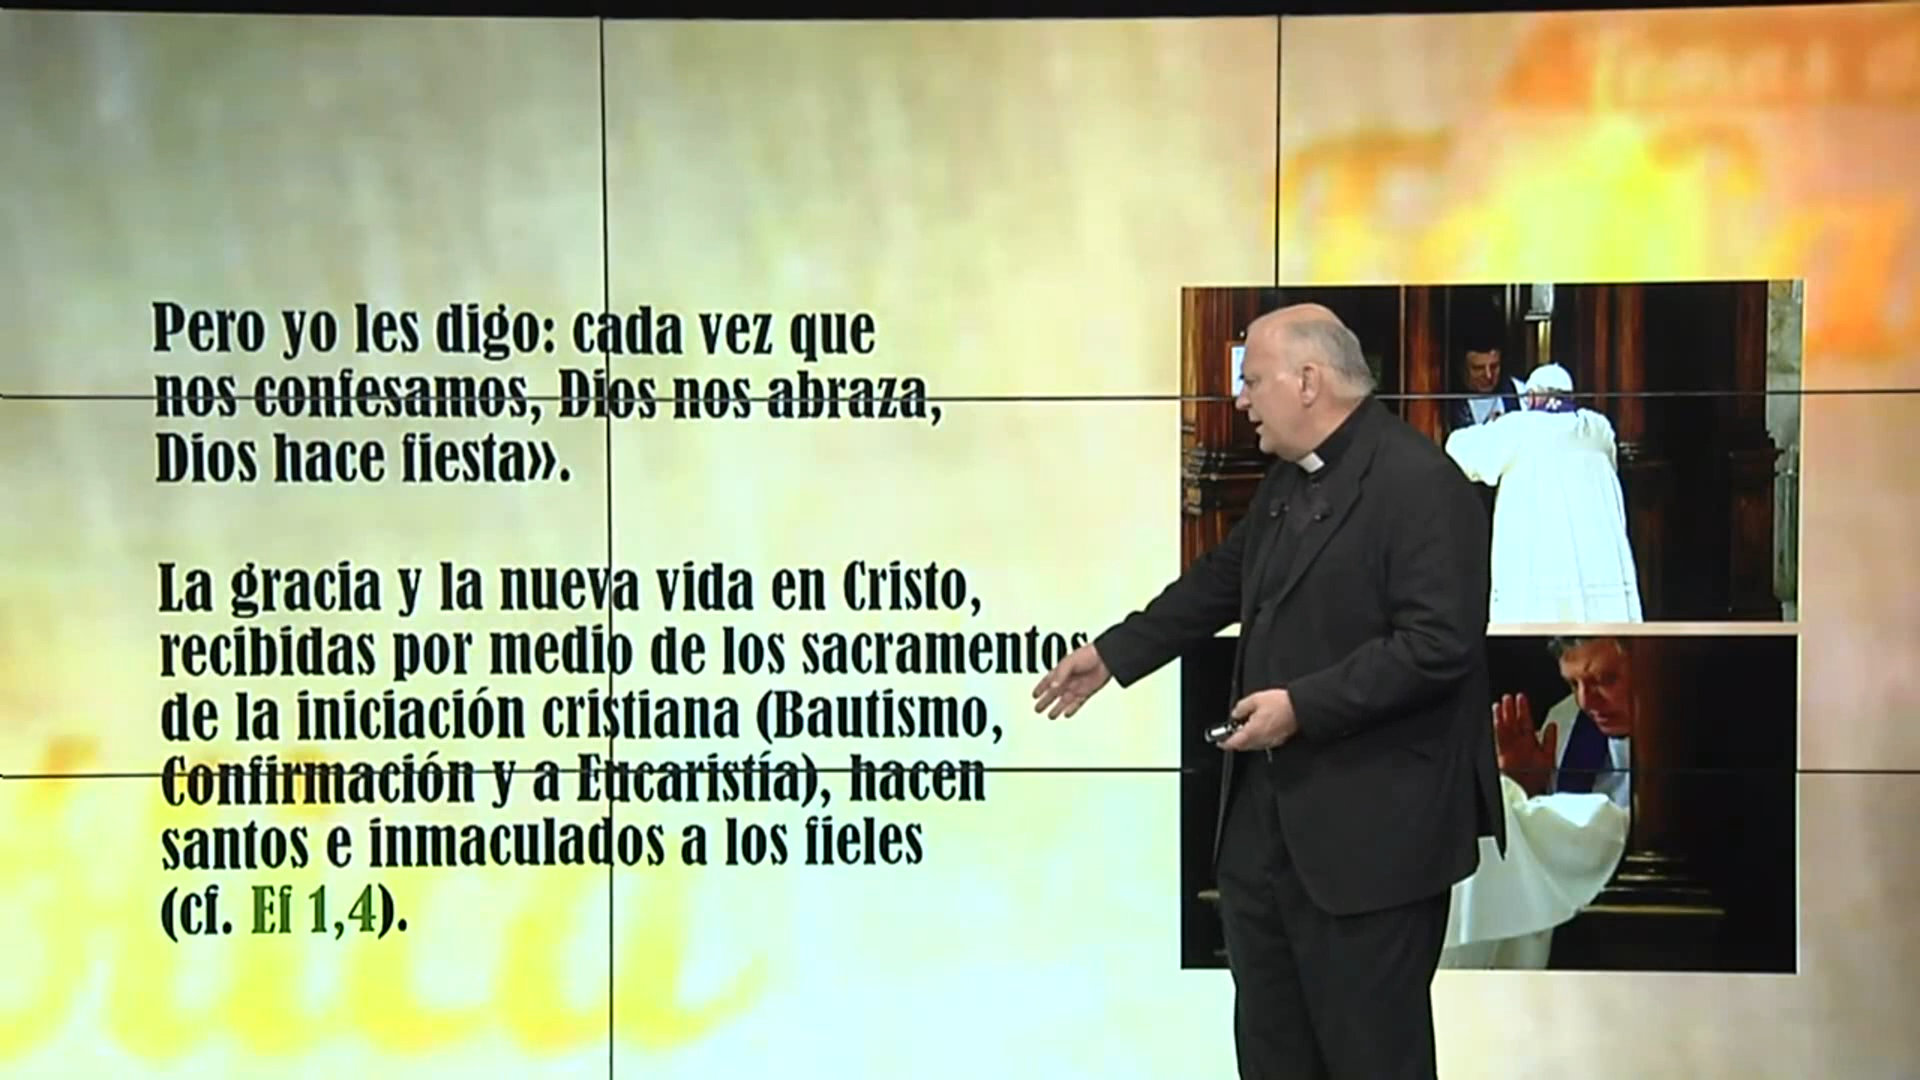 Pero yo les digo: cada vez que
nos confesamos, Dios nos abraza,
Dios hace fiesta».
La gracia y la nueva vida en Cristo,
recibidas por medio de los sacramentos
de la iniciación cristiana (Bautismo,
Confirmación y a Eucaristía), hacen
santos e inmaculados a los fieles
(cf. Ef 1,4).